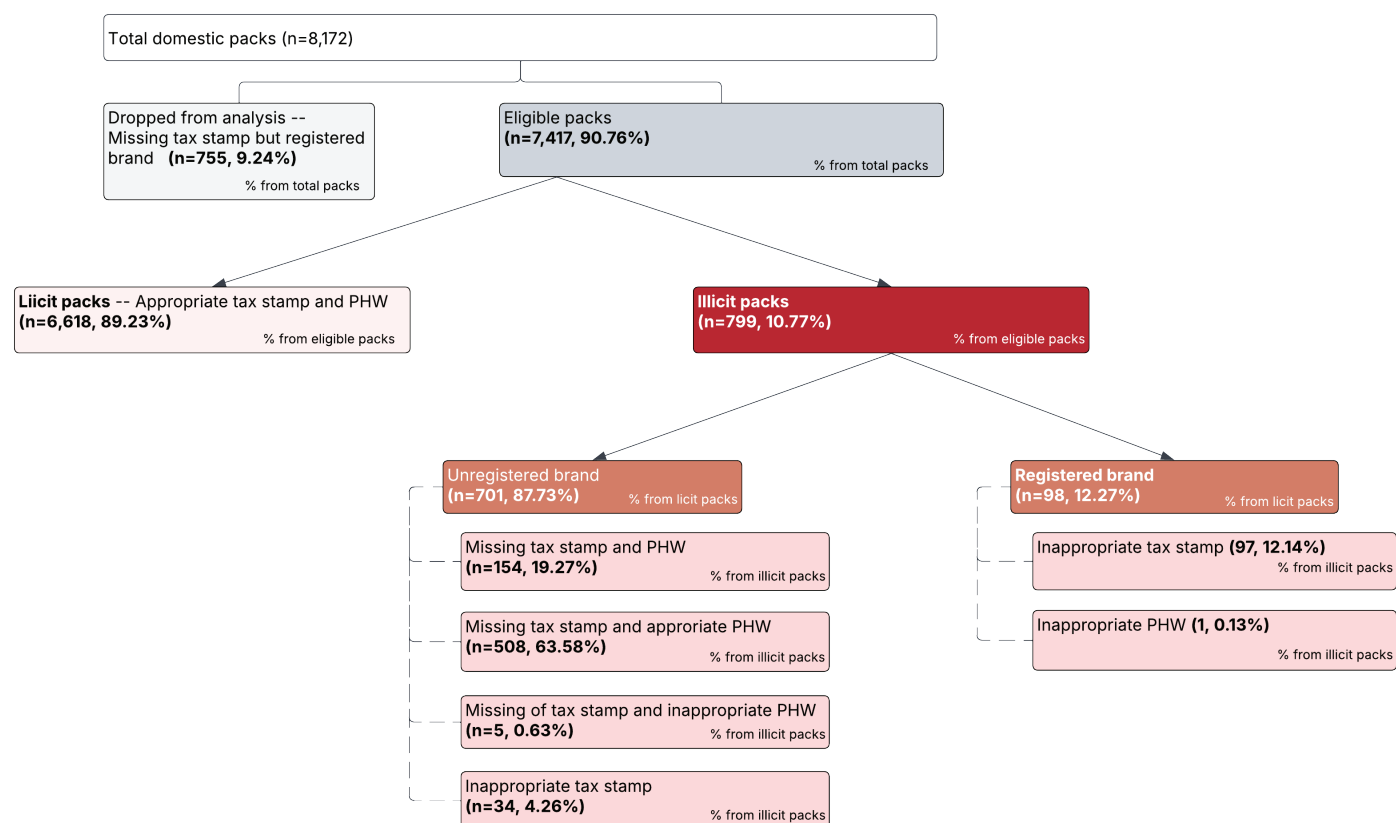 Total domestic packs (n=8,172)
Dropped from analysis --
Missing tax stamp but registered
brand (n=755, 9.24%)
% from total packs
Eligible packs
(n=7,417, 90.76%)
% from total packs
Liicit packs -- Appropriate tax stamp and PHW
(n=6,618, 89.23%)
% from eligible packs
Illicit packs
(n=799, 10.77%)
% from eligible packs
Unregistered brand
(n=701, 87.73%)
% from licit packs
Missing tax stamp and PHW
(n=154, 19.27%)
% from illicit packs
Missing tax stamp and approriate PHW
(n=508, 63.58%)
% from illicit packs
Missing of tax stamp and inappropriate PHW
(n=5, 0.63%)
% from illicit packs
Inappropriate tax stamp
(n=34, 4.26%)
% from illicit packs
Registered brand
(n=98, 12.27%)
% from licit packs
Inappropriate tax stamp (97, 12.14%)
% from illicit packs
Inappropriate PHW (1, 0.13%)
% from illicit packs